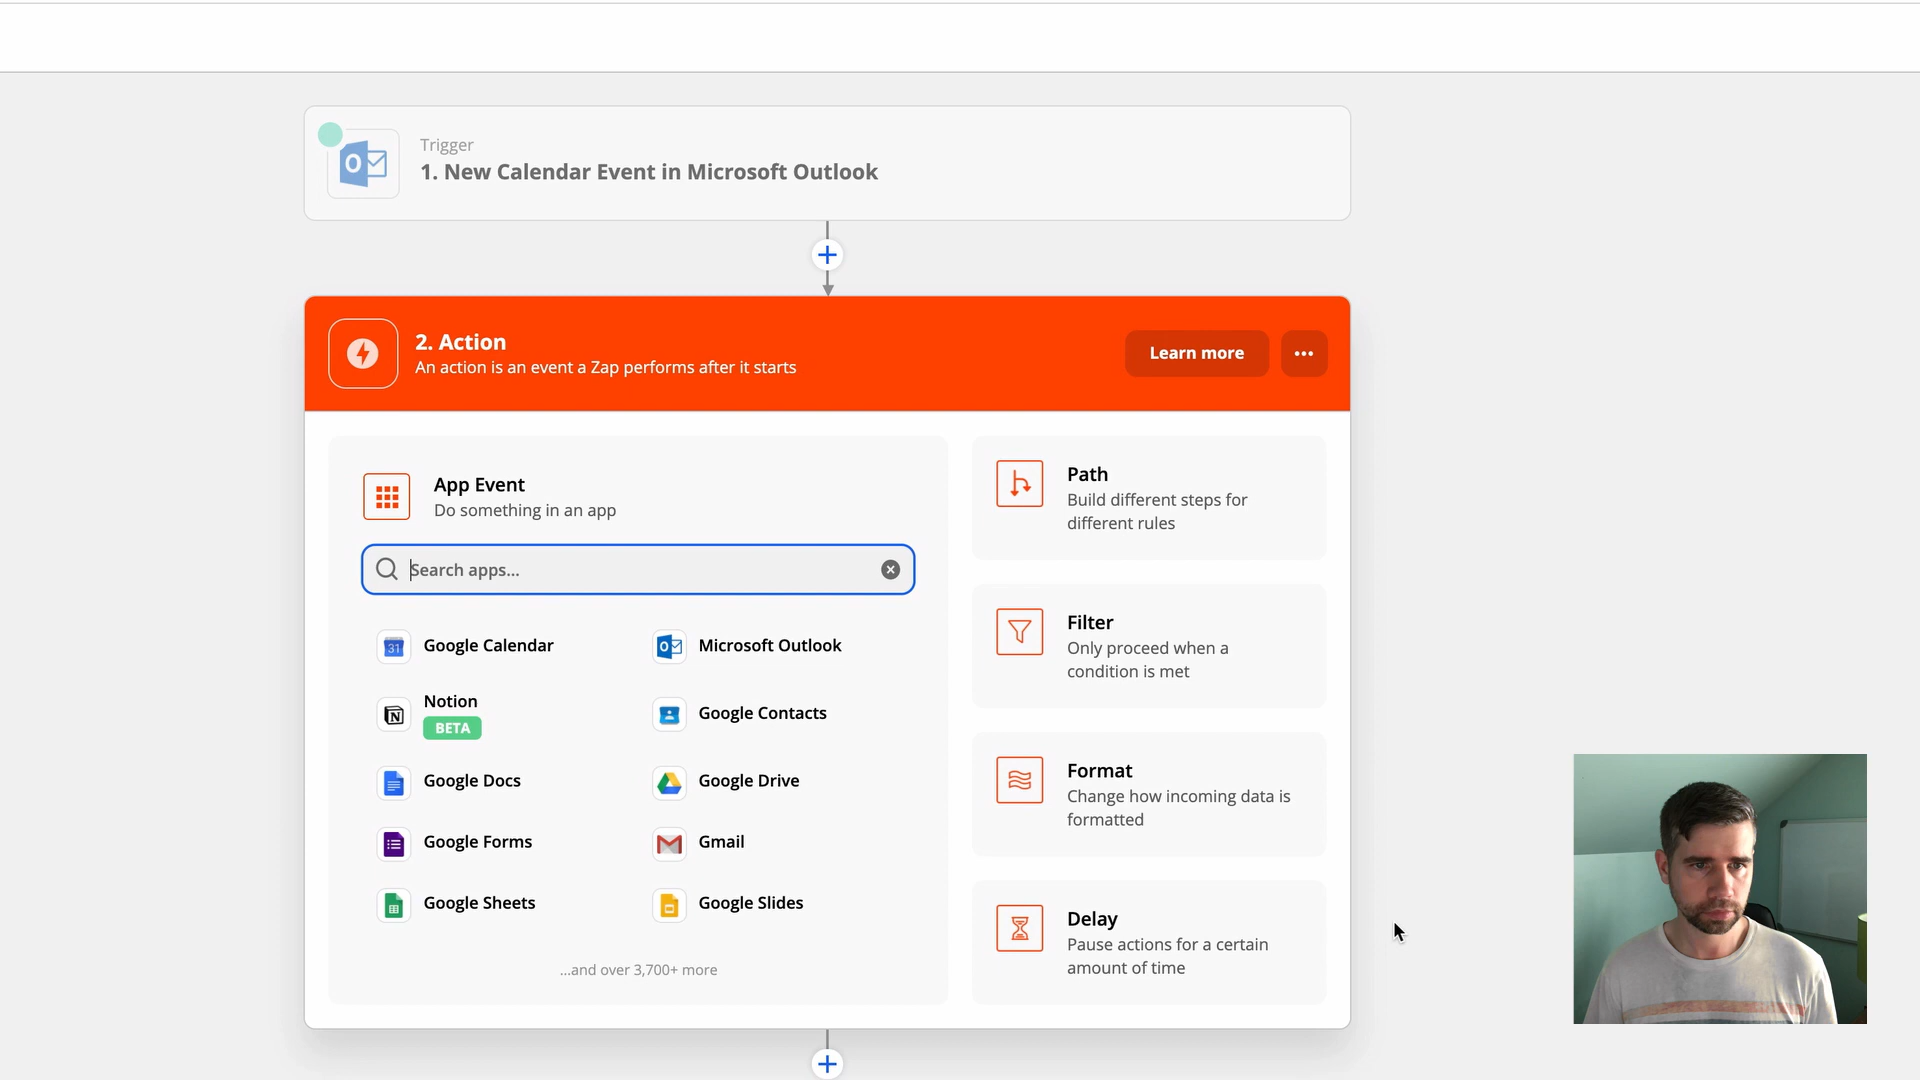 Trigger
1. New Calendar Event in Microsoft Outlook
2. Action
An action is an event a Zap performs after it starts
Learn more
App Event
Do something in an app
Search apps...
Google Calendar
Microsoft Outlook
Notion
BETA
Google Contacts
Google Docs
Google Drive
Google Forms
Gmail
Google Sheets
Google Slides
...and over 3,700+ more
Path
Build different steps for
different rules
Filter
Only proceed when a
condition is met
Format
Change how incoming data is
formatted
Delay
Pause actions for a certain
amount of time